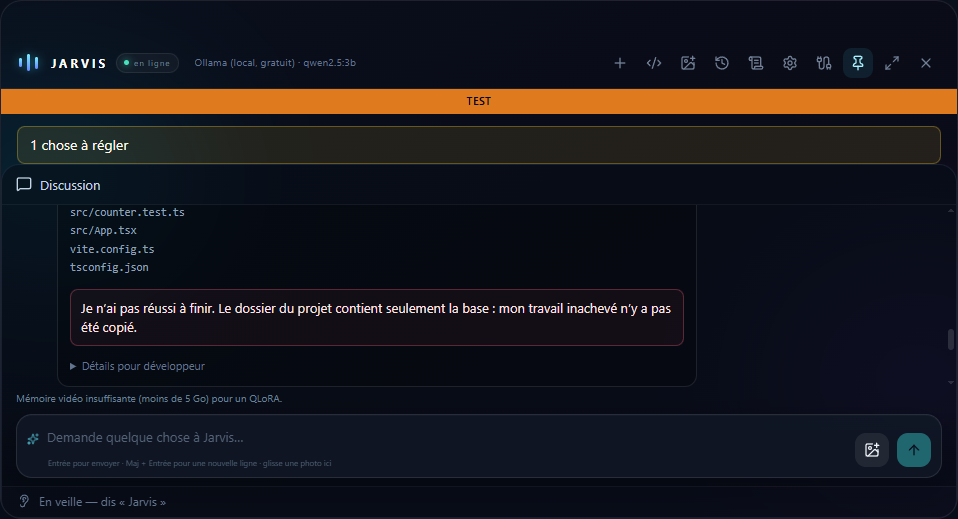 JARVIS
en ligne
Ollama (local, gratuit) · qwen2.5:3b
TEST
1 chose à régler
Discussion
src/counter.test.ts
src/App.tsx
vite.config.ts
tsconfig.json
Je n’ai pas réussi à finir. Le dossier du projet contient seulement la base : mon travail inachevé n’y a pas
été copié.
Détails pour développeur
Mémoire vidéo insuffisante (moins de 5 Go) pour un QLoRA.
Demande quelque chose à Jarvis...
Entrée pour envoyer · Maj + Entrée pour une nouvelle ligne · glisse une photo ici
En veille — dis « Jarvis »